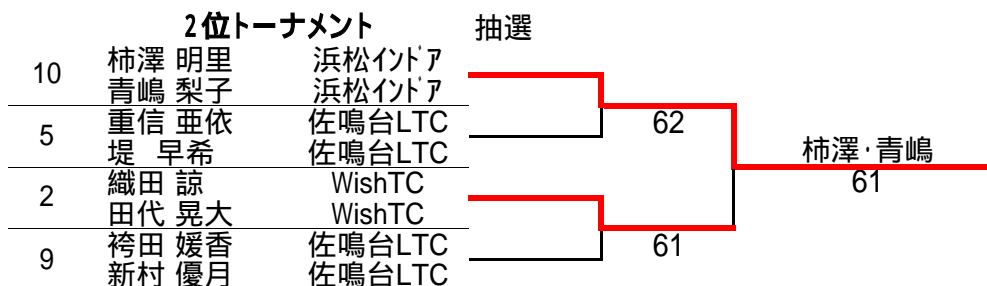 2位トーナメント 抽選
10 柿澤 明里 浜松インドア
青嶋 梨子 浜松インドア
5 重信 亜依 佐鳴台LTC
堤 早希 佐鳴台LTC
62
柿澤・青嶋
61
2 織田 諒 WishTC
田代 晃大 WishTC
9 袴田 媛香 佐鳴台LTC
新村 優月 佐鳴台LTC
61